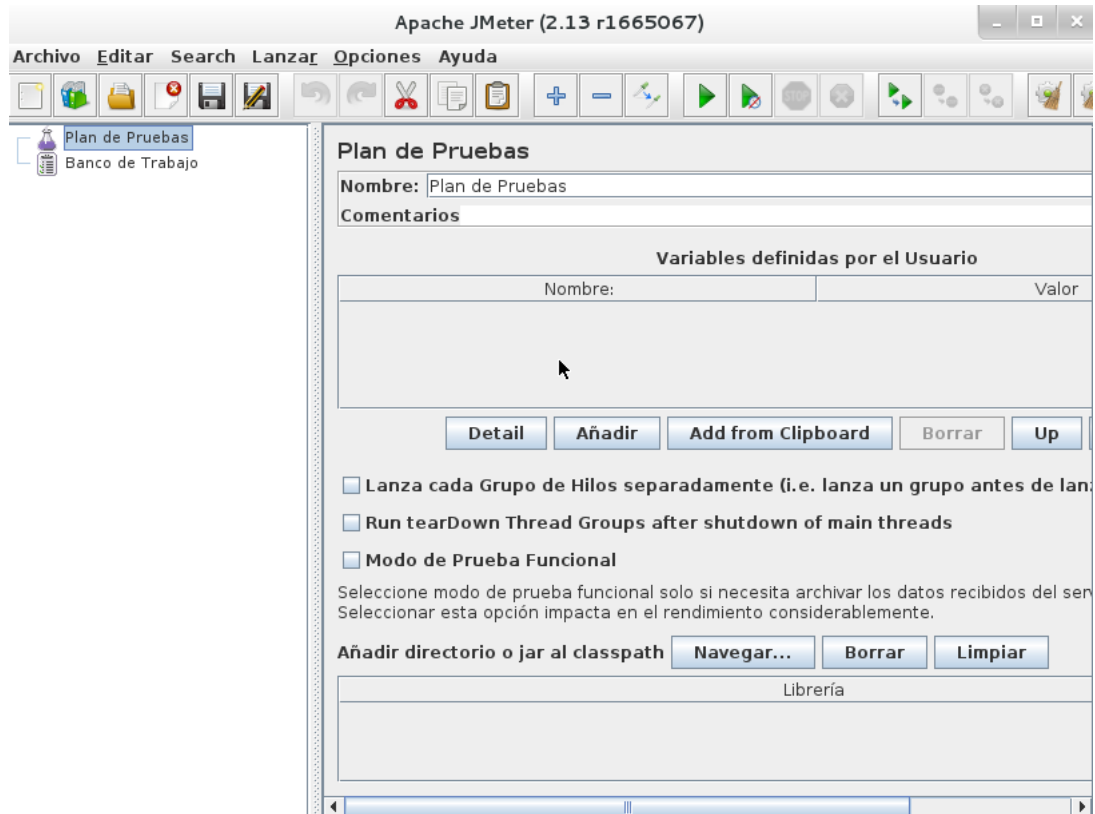 Apache JMeter (2.13 r1665067)
Archivo Editar Search Lanzar Opciones Ayuda
STOP
Plan de Pruebas
Banco de Trabajo
Plan de Pruebas
Nombre: Plan de Pruebas
Comentarios
Variables definidas por el Usuario
Nombre: Valor
Detail Añadir Add from Clipboard Borrar Up
Lanza cada Grupo de Hilos separadamente (i.e. lanza un grupo antes de
Run tearDown Thread Groups after shutdown of main threads
Modo de Prueba Funcional
Seleccione modo de prueba funcional solo si necesita archivar los datos recibidos del
Seleccionar esta opción impacta en el rendimiento considerablemente.
Añadir directorio o jar al classpath Navegar... Borrar Limpiar
Librería